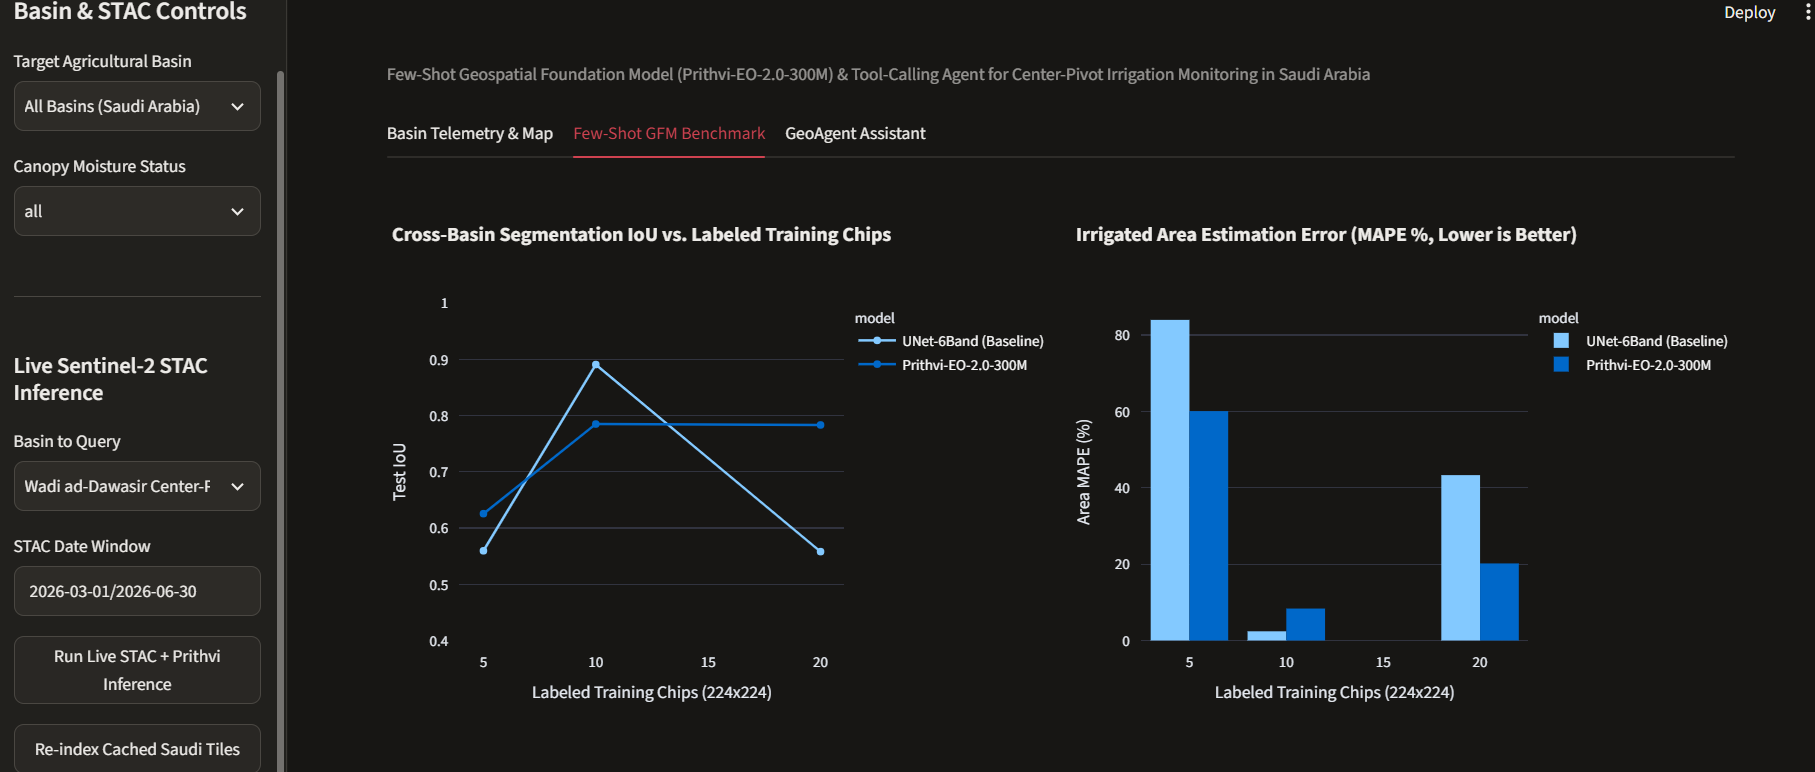 Basin & STAC Controls
Target Agricultural Basin
All Basins (Saudi Arabia)
Canopy Moisture Status
all
Live Sentinel-2 STAC
Inference
Basin to Query
Wadi ad-Dawasir Center-F
STAC Date Window
2026-03-01/2026-06-30
Run Live STAC + Prithvi
Inference
Re-index Cached Saudi Tiles
Deploy
Few-Shot Geospatial Foundation Model (Prithvi-EO-2.0-300M) & Tool-Calling Agent for Center-Pivot Irrigation Monitoring in Saudi Arabia
Basin Telemetry & Map Few-Shot GFM Benchmark GeoAgent Assistant
Cross-Basin Segmentation IoU vs. Labeled Training Chips
1
0.9
0.8
0.7
0.6
0.5
0.4
Test IoU
5 10 15 20
Labeled Training Chips (224x224)
model
UNet-6Band (Baseline)
Prithvi-EO-2.0-300M
Irrigated Area Estimation Error (MAPE %, Lower is Better)
80
60
40
20
0
Area MAPE (%)
5 10 15 20
Labeled Training Chips (224x224)
model
UNet-6Band (Baseline)
Prithvi-EO-2.0-300M